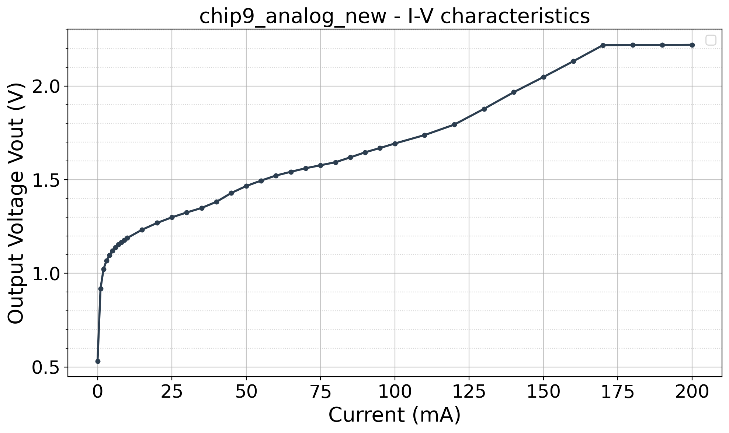 chip9_analog_new - I-V characteristics
Output Voltage Vout (V)
2.0
1.5
1.0
0.5
0 25 50 75 100 125 150 175 200
Current (mA)